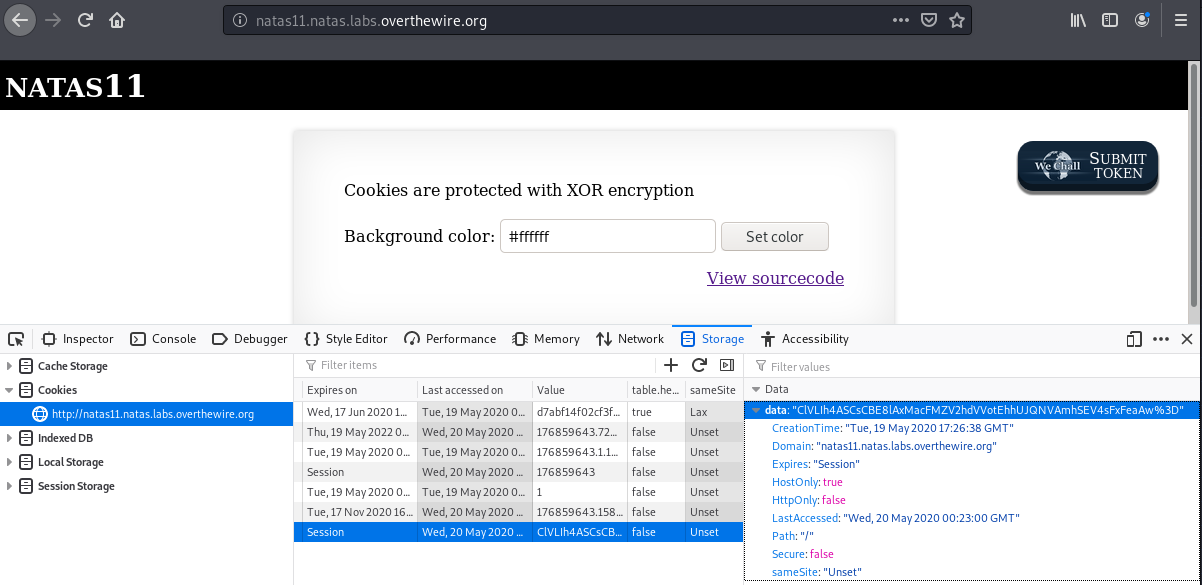 natas11.natas.labs.overthewire.org
NATAS11
We Chall SUBMIT TOKEN
Cookies are protected with XOR encryption
Background color: #ffffff Set color
View sourcecode
Inspector Console Debugger Style Editor Performance Memory Network Storage Accessibility
Cache Storage
Cookies
http://natas11.natas.labs.overthewire.org
Indexed DB
Local Storage
Session Storage
Filter items
Expires on Last accessed on Value table.he... sameSite
Wed, 17 Jun 2020 1... Tue, 19 May 2020 0... d7abf14f02cf3f... true Lax
Thu, 19 May 2022 0... Wed, 20 May 2020 ... 176859643.72... false Unset
Tue, 19 May 2020 0... Tue, 19 May 2020 0... 176859643.1.1... false Unset
Session Wed, 20 May 2020 ... 176859643 false Unset
Tue, 19 May 2020 0... Tue, 19 May 2020 0... 1 false Unset
Tue, 17 Nov 2020 16... Wed, 20 May 2020 ... 176859643.158... false Unset
Session Wed, 20 May 2020 ... ClVLIh4ASCsCB... false Unset
Filter values
Data
data: "ClVLIh4ASCsCBE8lAxMacFMZV2hdVVotEhhUJQNVAmhSEV4sFxFeaAw%3D"
CreationTime: "Tue, 19 May 2020 17:26:38 GMT"
Domain: "natas11.natas.labs.overthewire.org"
Expires: "Session"
HostOnly: true
HttpOnly: false
LastAccessed: "Wed, 20 May 2020 00:23:00 GMT"
Path: "/"
Secure: false
sameSite: "Unset"